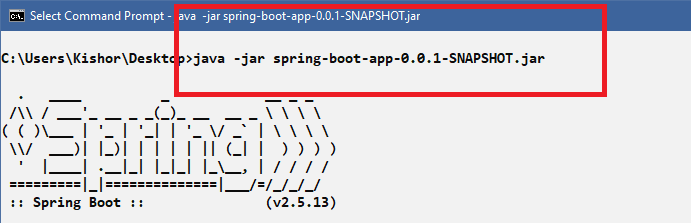 Select Command Prompt - java  -jar spring-boot-app-0.0.1-SNAPSHOT.jar
C:\Users\Kishor\Desktop>java -jar spring-boot-app-0.0.1-SNAPSHOT.jar
  .   ____          _            __ _ _
 /\\ / ___'_ __ _ _(_)_ __  __ _ \ \ \ \
( ( )\___ | '_ | '_| | '_ \/ _` | \ \ \ \
 \\/  ___)| |_)| | | | | || (_| |  ) ) ) )
  '  |____| .__|_| |_|_| |_\__, | / / / /
 =========|_|==============|___/=/_/_/_/
 :: Spring Boot ::               (v2.5.13)